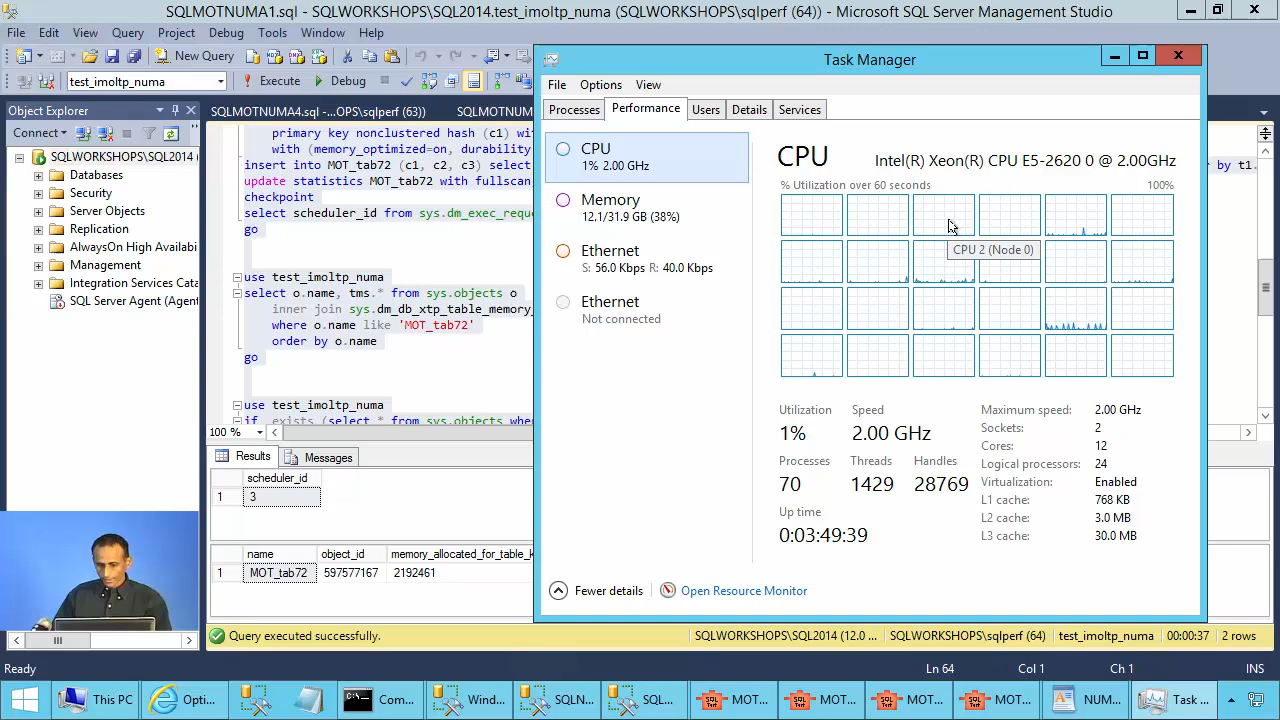 SQLMOTNUMA1.sql - SQLWORKSHOPS\SQL2014.test_imoltp_numa (SQLWORKSHOPS\sqlperf (64)) - Microsoft SQL Server Management Studio
File Edit View Query Project Debug Tools Window Help
New Query
test_imoltp_numa Execute Debug
Object Explorer
Connect
SQLWORKSHOPS\SQL2014
Databases
Security
Server Objects
Replication
AlwaysOn High Availabi
Management
Integration Services Cata
SQL Server Agent (Agen
SQLMOTNUMA4.sql -...OPS\sqlperf (63)) SQLMOTNUM
primary key nonclustered hash (c1) wi
with (memory_optimized=on, durability
insert into MOT_tab72 (c1, c2, c3) select
by t1.
update statistics MOT_tab72 with fullscan
checkpoint
select scheduler_id from sys.dm_exec_reque
go
use test_imoltp_numa
select o.name, tms.* from sys.objects o
inner join sys.dm_db_xtp_table_memory_
where o.name like 'MOT_tab72'
order by o.name
go
use test_imoltp_numa
if exists (select * from sys.objects wher
100 %
Results Messages
scheduler_id
1 3
name object_id memory_allocated_for_table_k
1 MOT_tab72 597577167 2192461
Query executed successfully. SQLWORKSHOPS\SQL2014 (12.0 ... SQLWORKSHOPS\sqlperf (64) test_imoltp_numa 00:00:37 2 rows
Ready Ln 64 Col 1 Ch 1 INS
Task Manager
File Options View
Processes Performance Users Details Services
CPU
1% 2.00 GHz
Memory
12.1/31.9 GB (38%)
Ethernet
S: 56.0 Kbps R: 40.0 Kbps
Ethernet
Not connected
CPU Intel(R) Xeon(R) CPU E5-2620 0 @ 2.00GHz
% Utilization over 60 seconds 100%
CPU 2 (Node 0)
Utilization Speed
1% 2.00 GHz
Processes Threads Handles
70 1429 28769
Up time
0:03:49:39
Maximum speed: 2.00 GHz
Sockets: 2
Cores: 12
Logical processors: 24
Virtualization: Enabled
L1 cache: 768 KB
L2 cache: 3.0 MB
L3 cache: 30.0 MB
Fewer details Open Resource Monitor
This PC Opti... Com... Wind... SQLN... SQL... MOT... MOT... MOT... MOT... NUM... Task ...